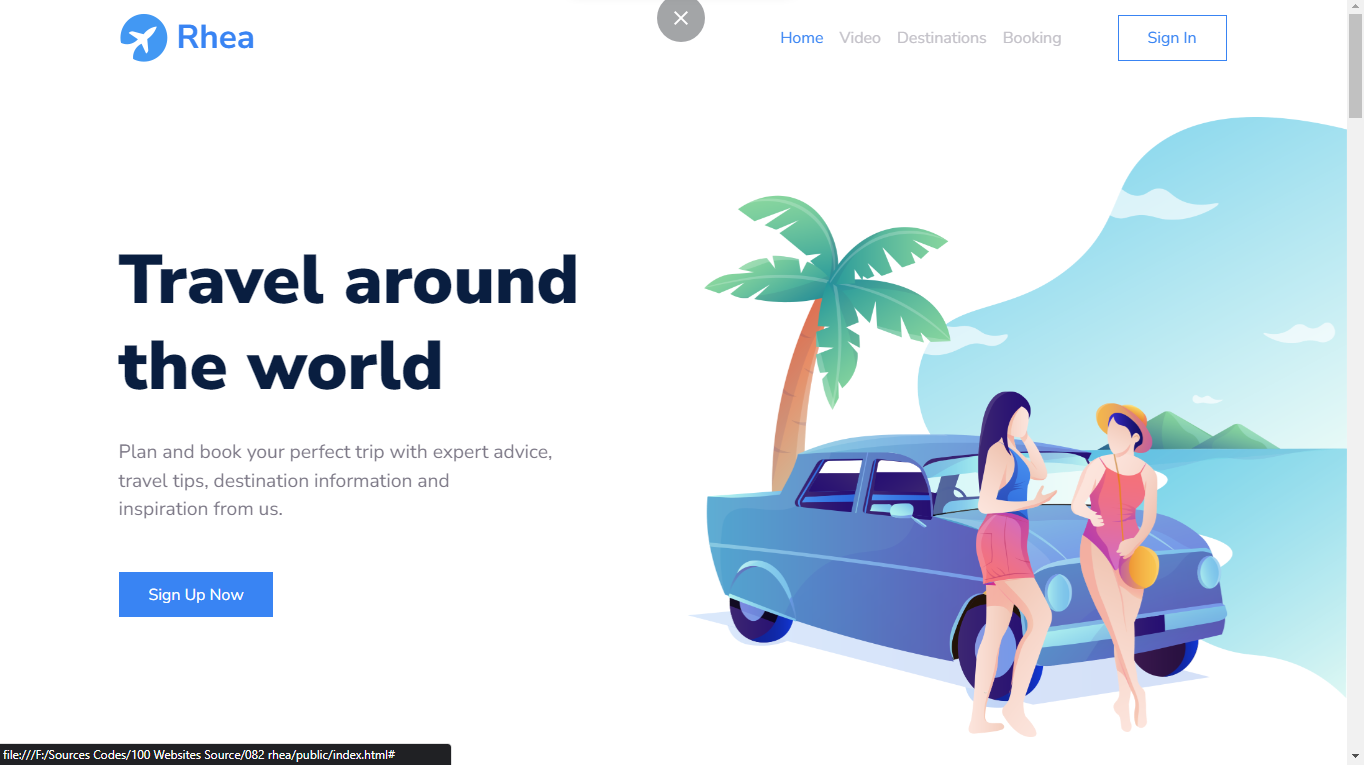 Rhea
Home Video Destinations Booking Sign In
Travel around
the world
Plan and book your perfect trip with expert advice,
travel tips, destination information and
inspiration from us.
Sign Up Now
file:///F:/Sources Codes/100 Websites Source/082 rhea/public/index.html#